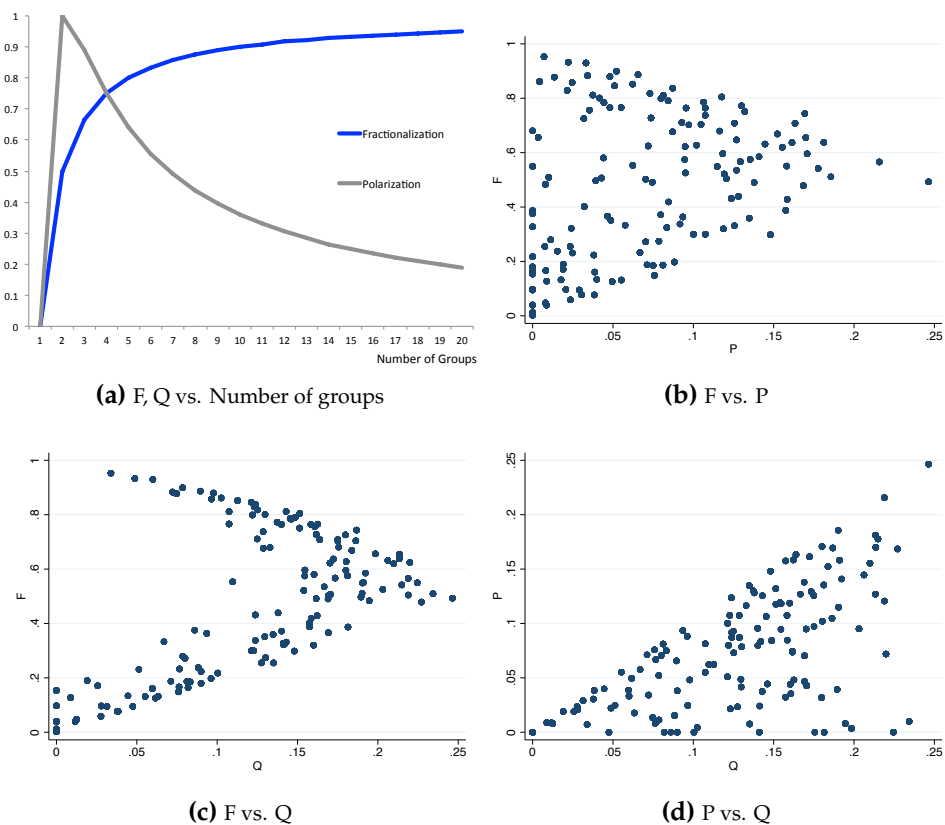 1
0.9
0.8
0.7
0.6
0.5
0.4
0.3
0.2
0.1
0
Fractionalization
Polarization
1 2 3 4 5 6 7 8 9 10 11 12 13 14 15 16 17 18 19 20
Number of Groups
(a) F, Q vs. Number of groups
1
.8
.6
.4
.2
0
F
0 .05 .1 .15 .2 .25
P
(b) F vs. P
1
.8
.6
.4
.2
0
F
0 .05 .1 .15 .2 .25
Q
(c) F vs. Q
.25
.2
.15
.1
.05
0
P
0 .05 .1 .15 .2 .25
Q
(d) P vs. Q